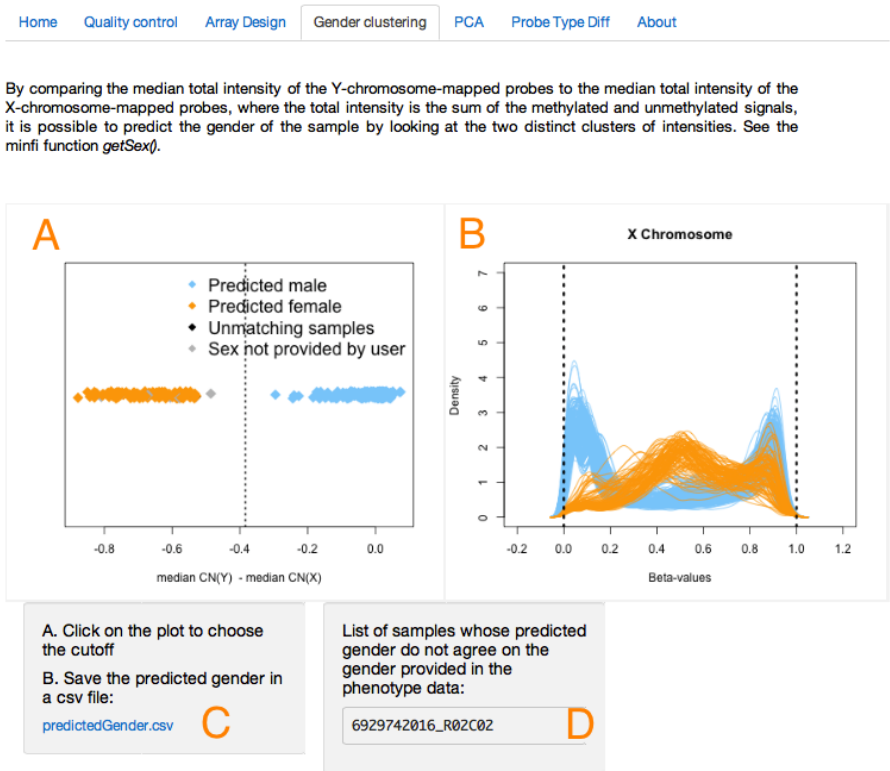 Home Quality control Array Design Gender clustering PCA Probe Type Diff About
By comparing the median total intensity of the Y-chromosome-mapped probes to the median total intensity of the
X-chromosome-mapped probes, where the total intensity is the sum of the methylated and unmethylated signals,
it is possible to predict the gender of the sample by looking at the two distinct clusters of intensities. See the
minfi function getSex().
A
Predicted male
Predicted female
Unmatching samples
Sex not provided by user
-0.8 -0.6 -0.4 -0.2 0.0
median CN(Y) - median CN(X)
B
X Chromosome
7
6
5
4
3
2
1
0
Density
-0.2 0.0 0.2 0.4 0.6 0.8 1.0 1.2
Beta-values
A. Click on the plot to choose
the cutoff
B. Save the predicted gender in
a csv file:
predictedGender.csv
C
List of samples whose predicted
gender do not agree on the
gender provided in the
phenotype data:
6929742016_R02C02
D